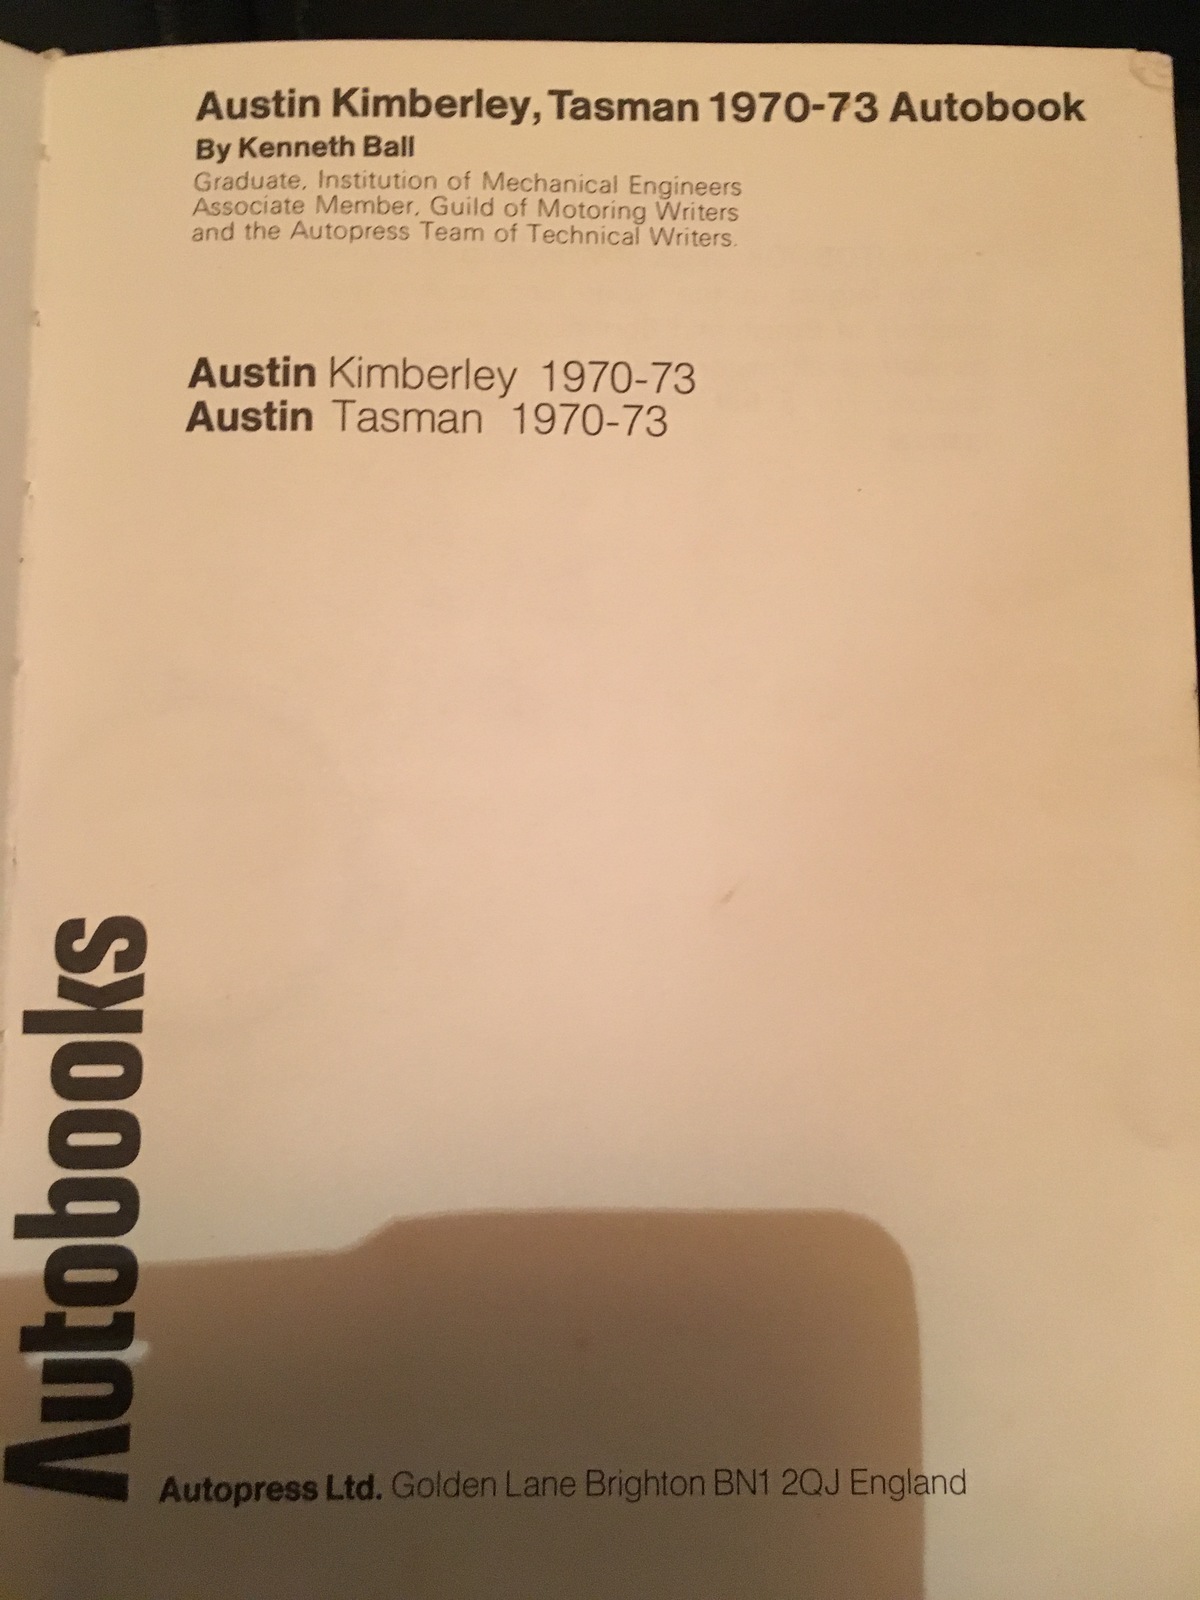 Austin Kimberley, Tasman 1970-73 Autobook
By Kenneth Ball
Graduate, Institution of Mechanical Engineers
Associate Member, Guild of Motoring Writers
and the Autopress Team of Technical Writers.
Austin Kimberley 1970-73
Austin Tasman 1970-73
Autobooks
Autopress Ltd. Golden Lane Brighton BN1 2QJ England